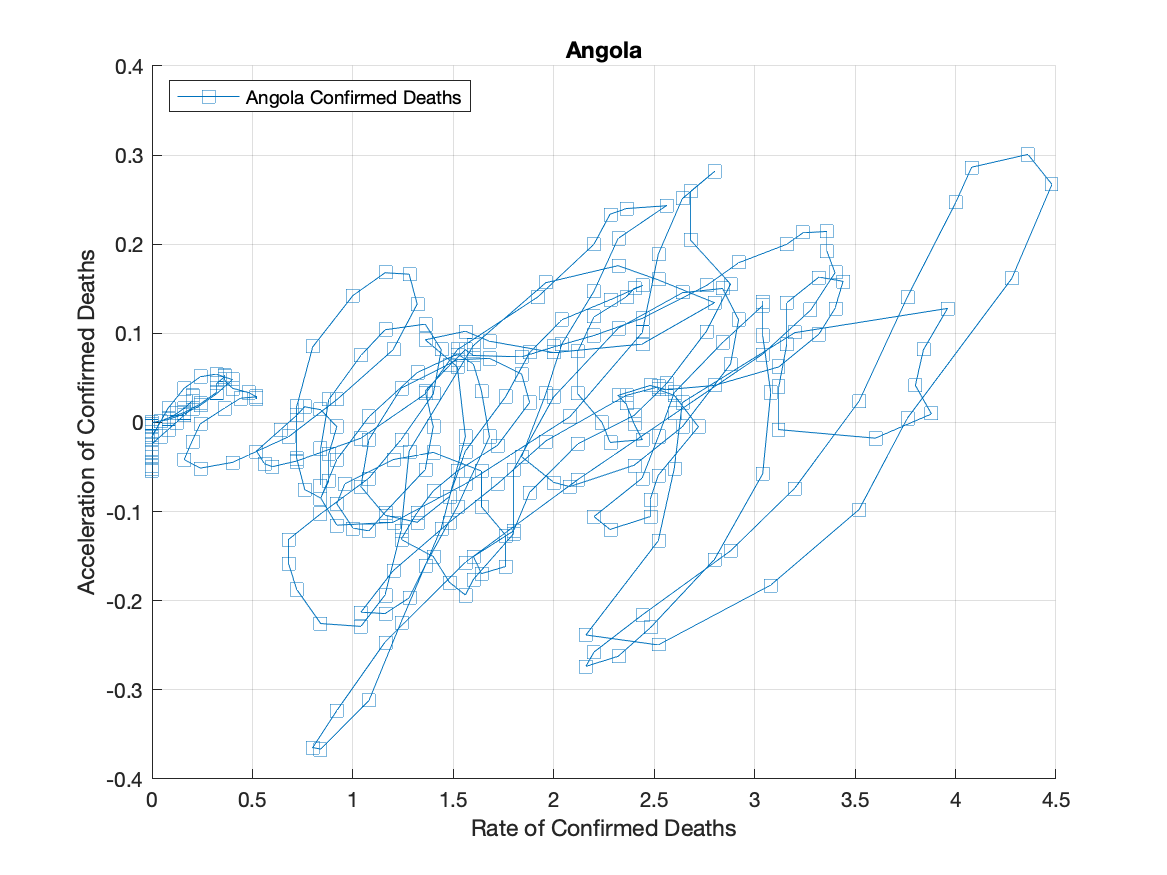 Angola
Angola Confirmed Deaths
Acceleration of Confirmed Deaths
0.4
0.3
0.2
0.1
0
-0.1
-0.2
-0.3
-0.4
0 0.5 1 1.5 2 2.5 3 3.5 4 4.5
Rate of Confirmed Deaths